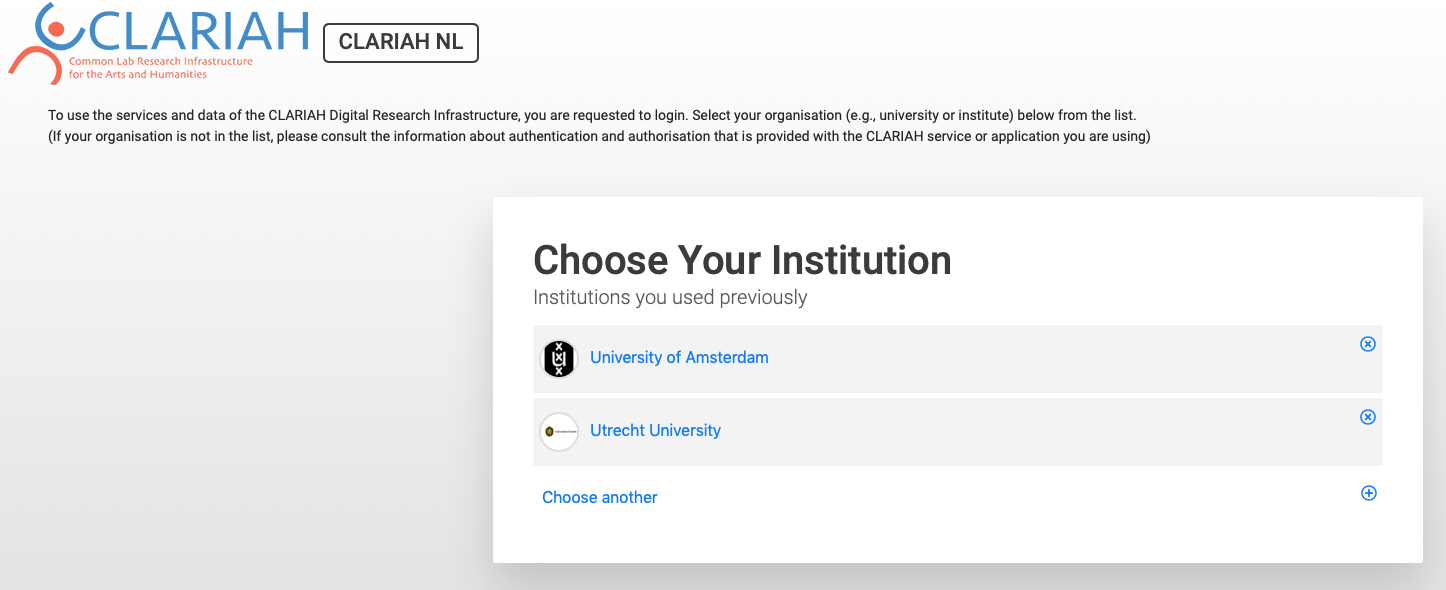 CLARIAH
Common Lab Research Infrastructure
for the Arts and Humanities
CLARIAH NL
To use the services and data of the CLARIAH Digital Research Infrastructure, you are requested to login. Select your organisation (e.g., university or institute) below from the list.
(If your organisation is not in the list, please consult the information about authentication and authorisation that is provided with the CLARIAH service or application you are using)
Choose Your Institution
Institutions you used previously
University of Amsterdam
Utrecht University
Choose another